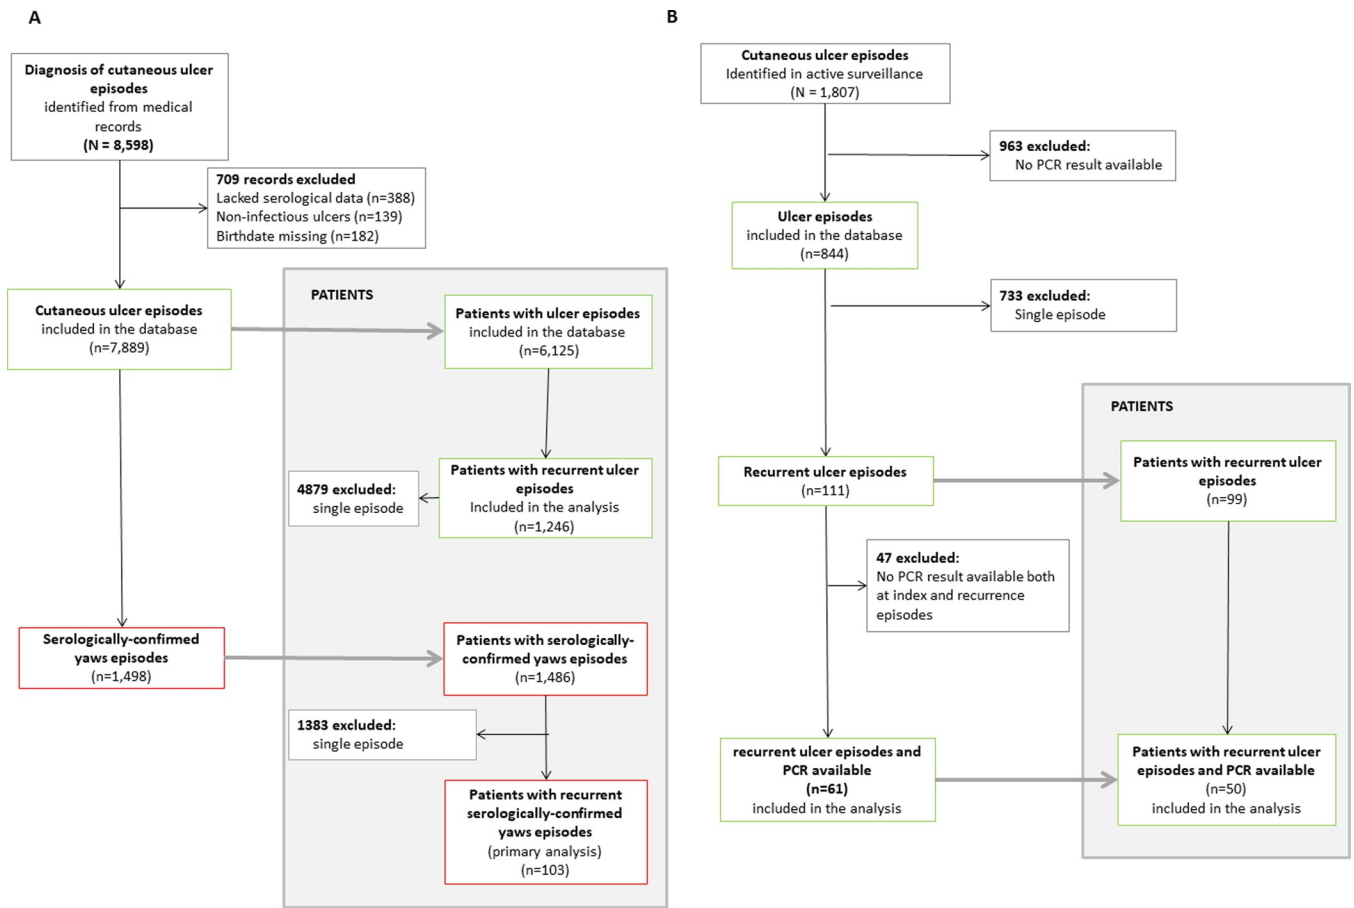 A
Diagnosis of cutaneous ulcer
episodes
identified from medical
records
(N = 8,598)
709 records excluded
Lacked serological data (n=388)
Non-infectious ulcers (n=139)
Birthdate missing (n=182)
Cutaneous ulcer episodes
included in the database
(n=7,889)
PATIENTS
Patients with ulcer episodes
included in the database
(n=6,125)
4879 excluded:
single episode
Patients with recurrent ulcer
episodes
Included in the analysis
(n=1,246)
Serologically-confirmed
yaws episodes
(n=1,498)
Patients with serologically-
confirmed yaws episodes
(n=1,486)
1383 excluded:
single episode
Patients with recurrent
serologically-confirmed
yaws episodes
(primary analysis)
(n=103)
B
Cutaneous ulcer episodes
Identified in active surveillance
(N = 1,807)
963 excluded:
No PCR result available
Ulcer episodes
included in the database
(n=844)
733 excluded:
Single episode
Recurrent ulcer episodes
(n=111)
PATIENTS
Patients with recurrent ulcer
episodes
(n=99)
47 excluded:
No PCR result available both
at index and recurrence
episodes
recurrent ulcer episodes and
PCR available
(n=61)
included in the analysis
Patients with recurrent ulcer
episodes and PCR available
(n=50)
included in the analysis